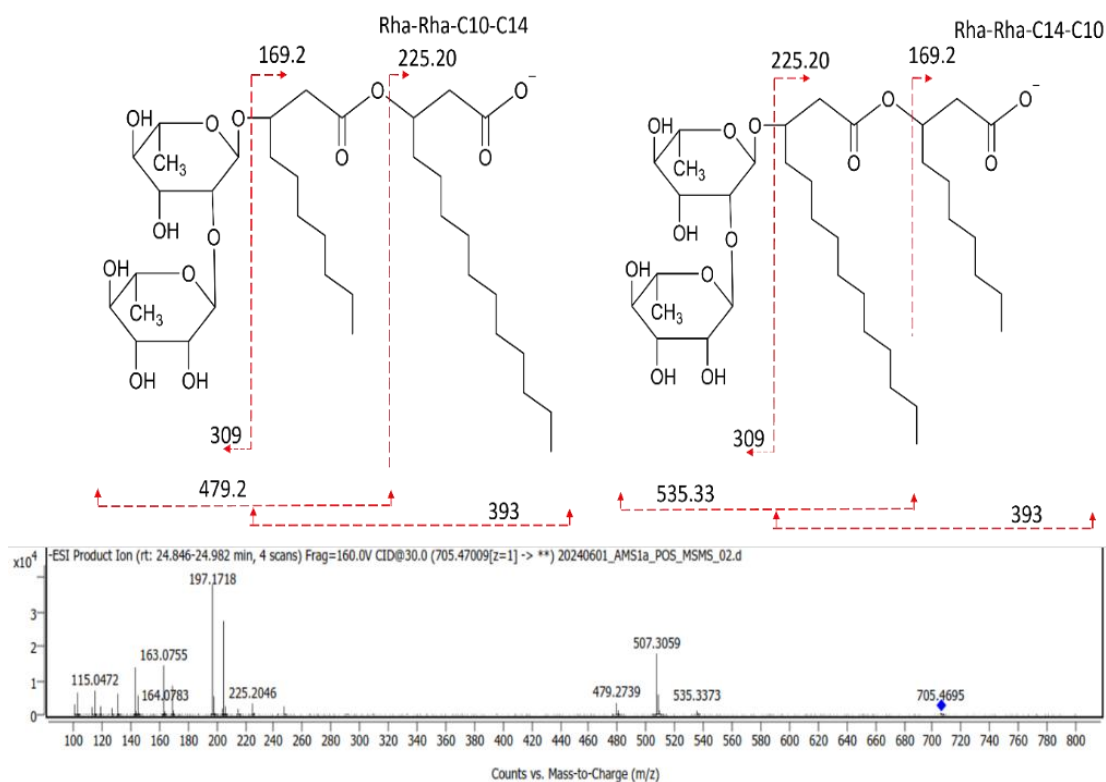 Rha-Rha-C10-C14
169.2
225.20
OH
O
O
O
O
O
O⁻
CH₃
OH
O
OH
O
CH₃
OH
OH
309
479.2
393
Rha-Rha-C14-C10
225.20
169.2
OH
O
O
O
O
O
O⁻
CH₃
OH
O
OH
O
CH₃
OH
OH
309
535.33
393
-ESI Product Ion (rt: 24.846-24.982 min, 4 scans) Frag=160.0V CID@30.0 (705.47009[z=1] -> **) 20240601_AMS1a_POS_MSMS_02.d
x10⁴
3
2
1
0
197.1718
163.0755
115.0472
164.0783
225.2046
507.3059
479.2739
535.3373
705.4695
100 120 140 160 180 200 220 240 260 280 300 320 340 360 380 400 420 440 460 480 500 520 540 560 580 600 620 640 660 680 700 720 740 760 780 800
Counts vs. Mass-to-Charge (m/z)